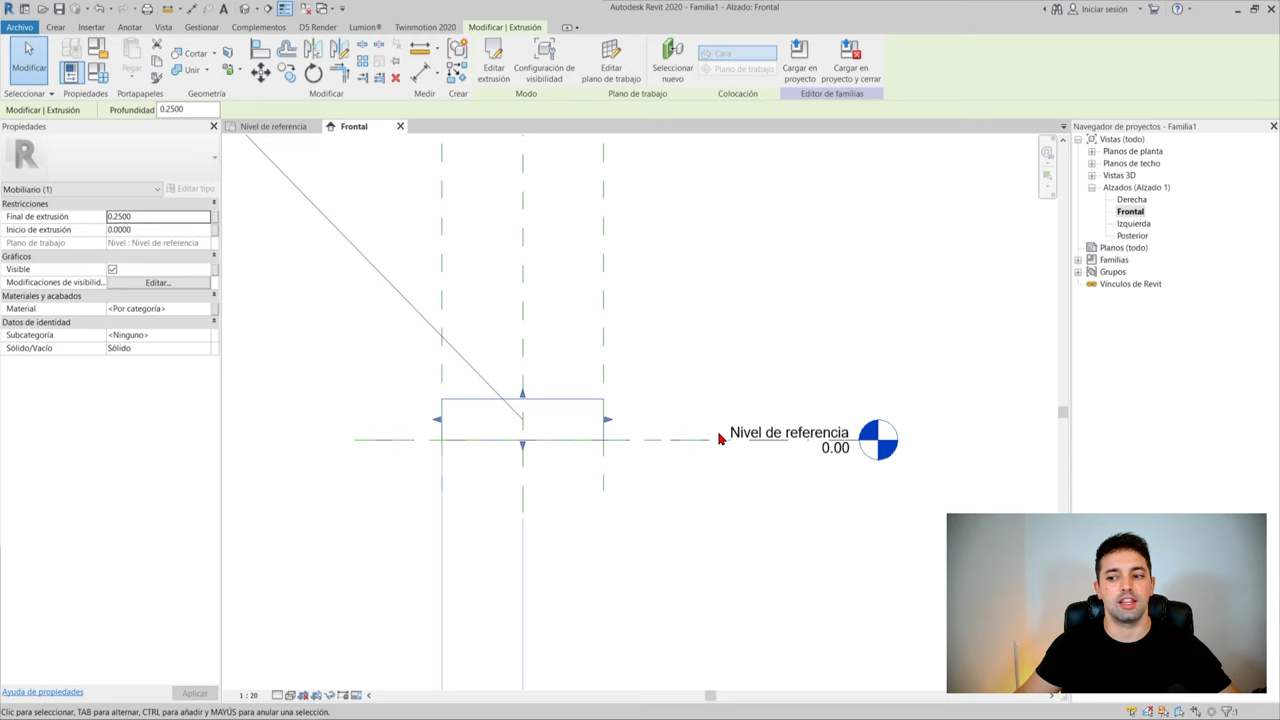 Autodesk Revit 2020 - Familia1 - Alzado: Frontal
Iniciar sesión
Archivo Crear Insertar Anotar Vista Gestionar Complementos D5 Render Lumion® Twinmotion 2020 Modificar | Extrusión
Modificar
Pegar
Cortar
Unir
Editar
extrusión
Configuración de
visibilidad
Editar
plano de trabajo
Seleccionar
nuevo
Cara
Plano de trabajo
Cargar en
proyecto
Cargar en
proyecto y cerrar
Seleccionar Propiedades Portapapeles Geometría Modificar Medir Crear Modo Plano de trabajo Colocación Editor de familias
Modificar | Extrusión Profundidad 0.2500
Propiedades
Nivel de referencia
Frontal
Navegador de proyectos - Familia1
Mobiliario (1)
Editar tipo
Restricciones
Final de extrusión 0.2500
Inicio de extrusión 0.0000
Plano de trabajo Nivel : Nivel de referencia
Gráficos
Visible
Modificaciones de visibilid... Editar...
Materiales y acabados
Material <Por categoría>
Datos de identidad
Subcategoría <Ninguno>
Sólido/Vacío Sólido
Vistas (todo)
Planos de planta
Planos de techo
Vistas 3D
Alzados (Alzado 1)
Derecha
Frontal
Izquierda
Posterior
Planos (todo)
Familias
Grupos
Vínculos de Revit
Nivel de referencia
0.00
Ayuda de propiedades
Aplicar
1 : 20
Clic para seleccionar, TAB para alternar, CTRL para añadir y MAYÚS para anular una selección.
:1